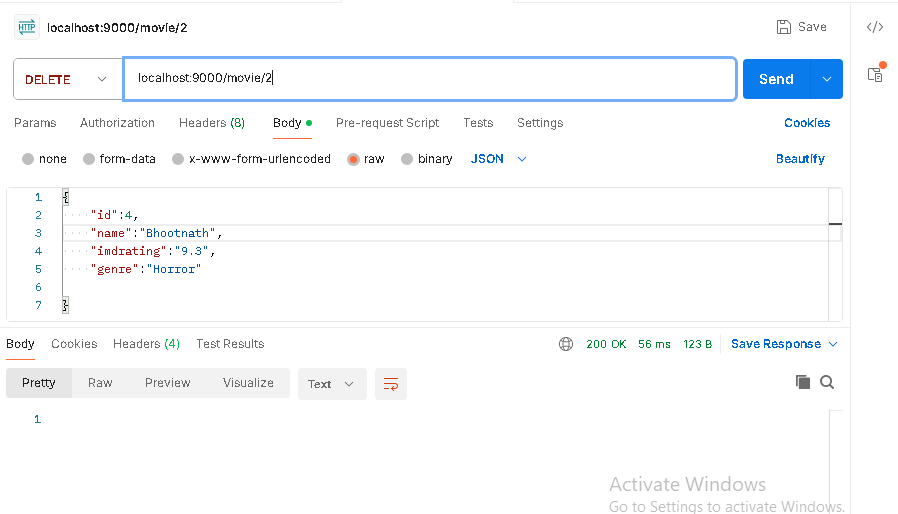 HTTP localhost:9000/movie/2 Save </>
DELETE localhost:9000/movie/2 Send
Params Authorization Headers (8) Body Pre-request Script Tests Settings Cookies
none form-data x-www-form-urlencoded raw binary JSON Beautify
1 {
2 "id":4,
3 "name":"Bhootnath",
4 "imdrating":"9.3",
5 "genre":"Horror"
6
7 }
Body Cookies Headers (4) Test Results 200 OK 56 ms 123 B Save Response
Pretty Raw Preview Visualize Text
1
Activate Windows
Go to Settings to activate Windows.